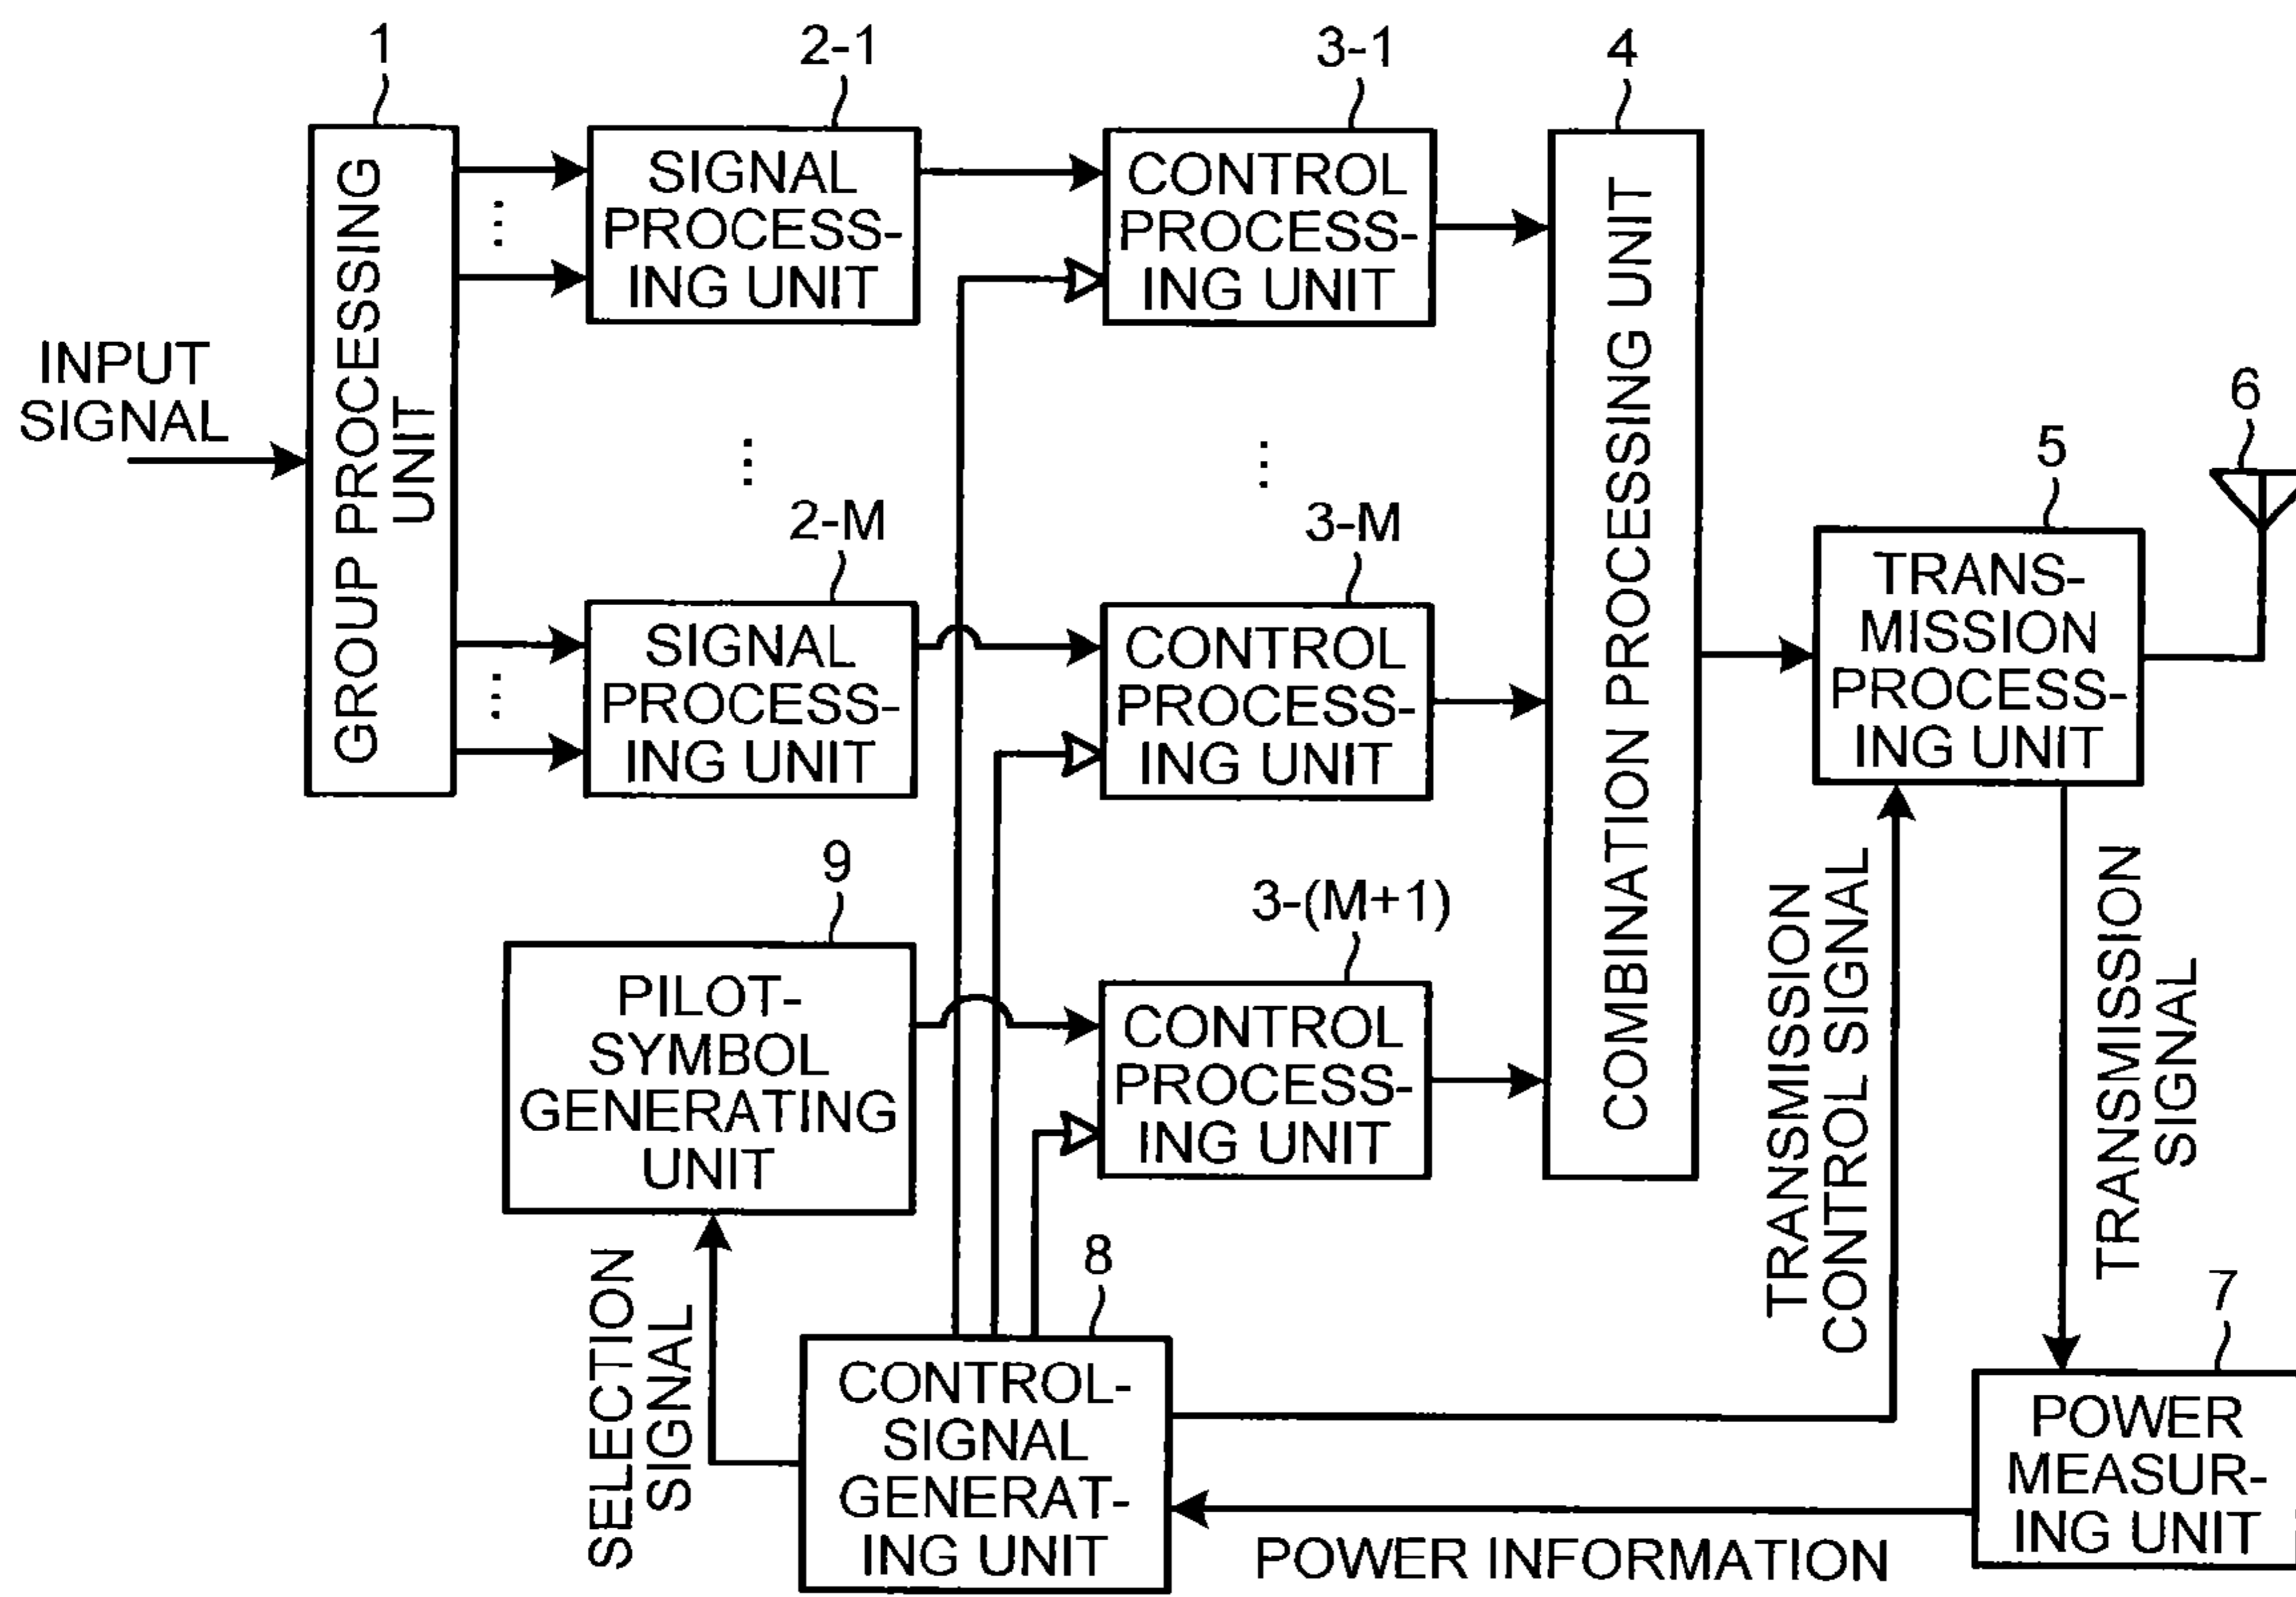 1
2-1
3-1
4
GROUP PROCESSING
UNIT
SIGNAL
PROCESS-
ING UNIT
CONTROL
PROCESS-
ING UNIT
COMBINATION PROCESSING UNIT
INPUT
SIGNAL
⋮
⋮
⋮
2-M
3-M
5
6
SIGNAL
PROCESS-
ING UNIT
⋮
CONTROL
PROCESS-
ING UNIT
TRANS-
MISSION
PROCESS-
ING UNIT
9
3-(M+1)
PILOT-
SYMBOL
GENERATING
UNIT
CONTROL
PROCESS-
ING UNIT
TRANSMISSION
CONTROL SIGNAL
TRANSMISSION
SIGNAL
SELECTION
SIGNAL
8
7
CONTROL-
SIGNAL
GENERAT-
ING UNIT
POWER
MEASUR-
ING UNIT
POWER INFORMATION